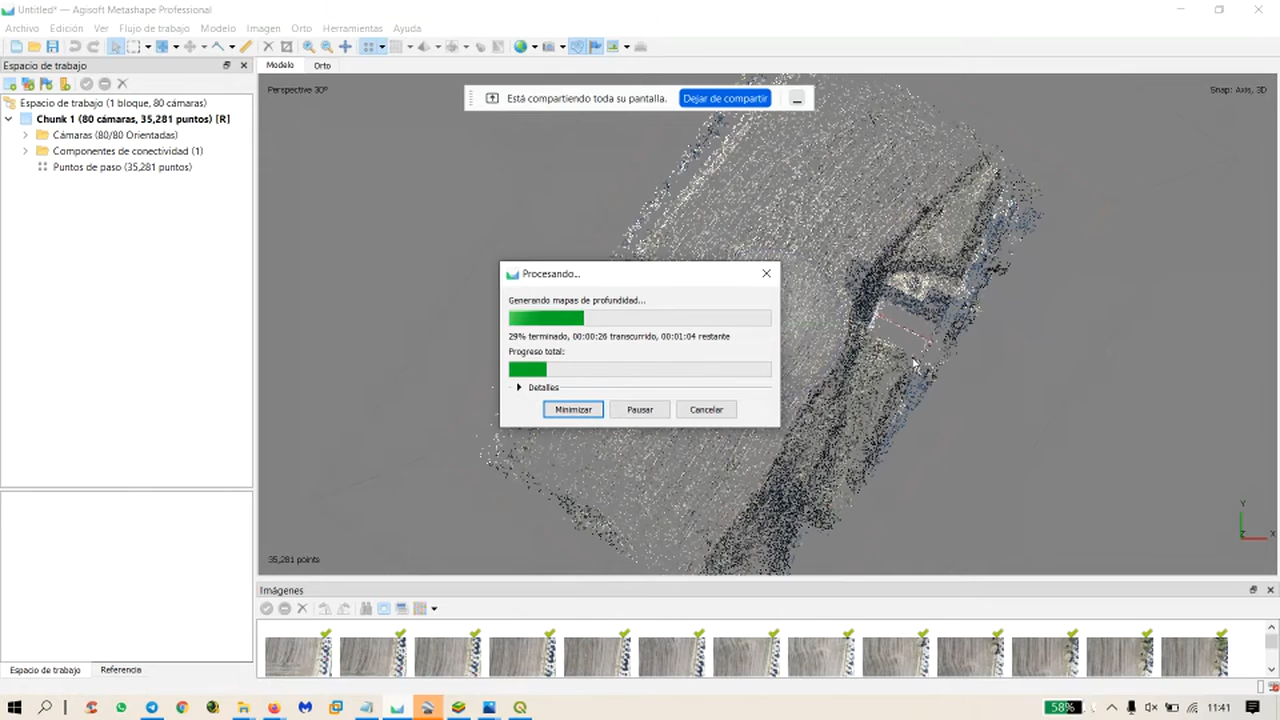 Untitled* — Agisoft Metashape Professional
Archivo Edición Ver Flujo de trabajo Modelo Imagen Orto Herramientas Ayuda
Espacio de trabajo
Modelo Orto
Perspective 30°
Snap: Axis, 3D
Está compartiendo toda su pantalla. Dejar de compartir
Espacio de trabajo (1 bloque, 80 cámaras)
Chunk 1 (80 cámaras, 35,281 puntos) [R]
Cámaras (80/80 Orientadas)
Componentes de conectividad (1)
Puntos de paso (35,281 puntos)
Procesando...
Generando mapas de profundidad...
29% terminado, 00:00:26 transcurrido, 00:01:04 restante
Progreso total:
Detalles
Minimizar Pausar Cancelar
Y
Z X
35,281 points
Imágenes
Espacio de trabajo Referencia
58%
11:41